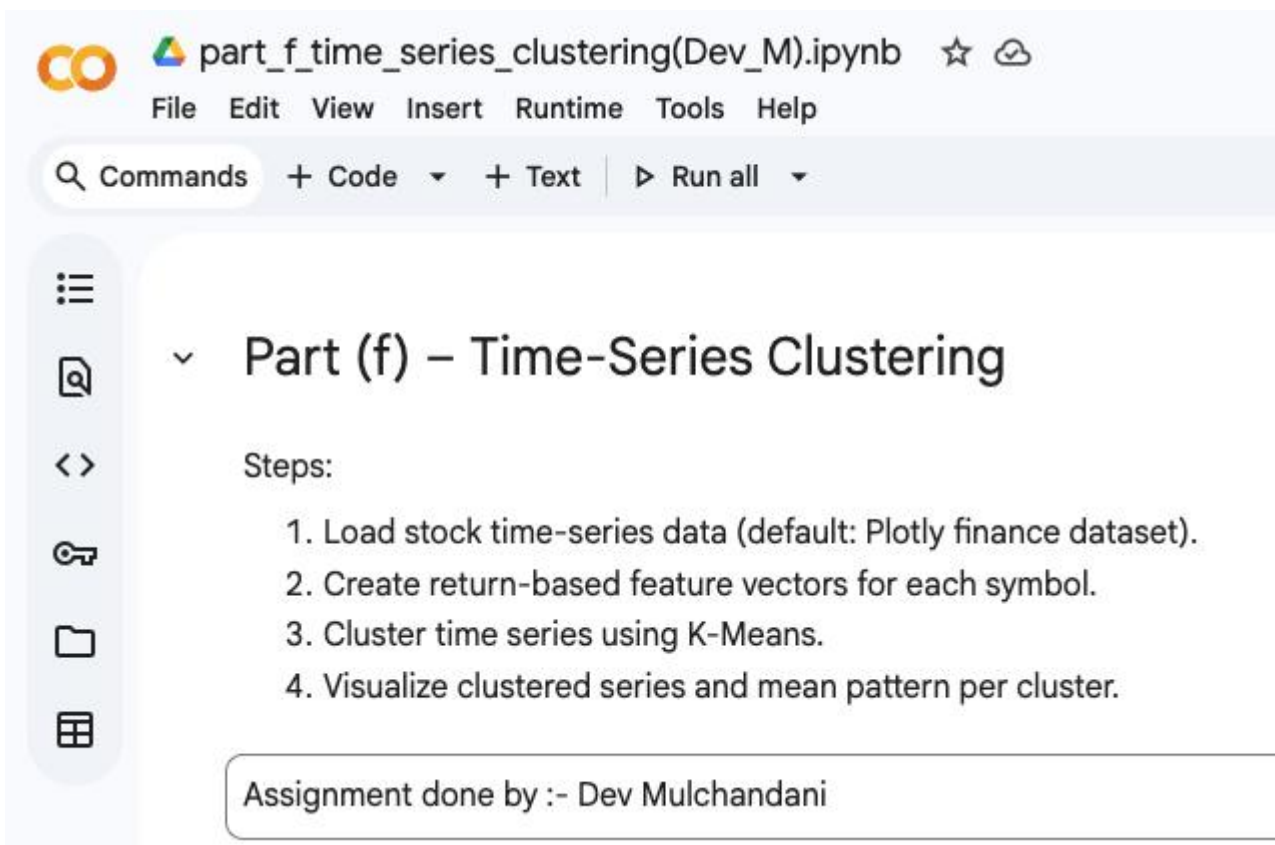 part_f_time_series_clustering(Dev_M).ipynb
File Edit View Insert Runtime Tools Help
Commands + Code + Text Run all
Part (f) – Time-Series Clustering
Steps:
1. Load stock time-series data (default: Plotly finance dataset).
2. Create return-based feature vectors for each symbol.
3. Cluster time series using K-Means.
4. Visualize clustered series and mean pattern per cluster.
Assignment done by :- Dev Mulchandani